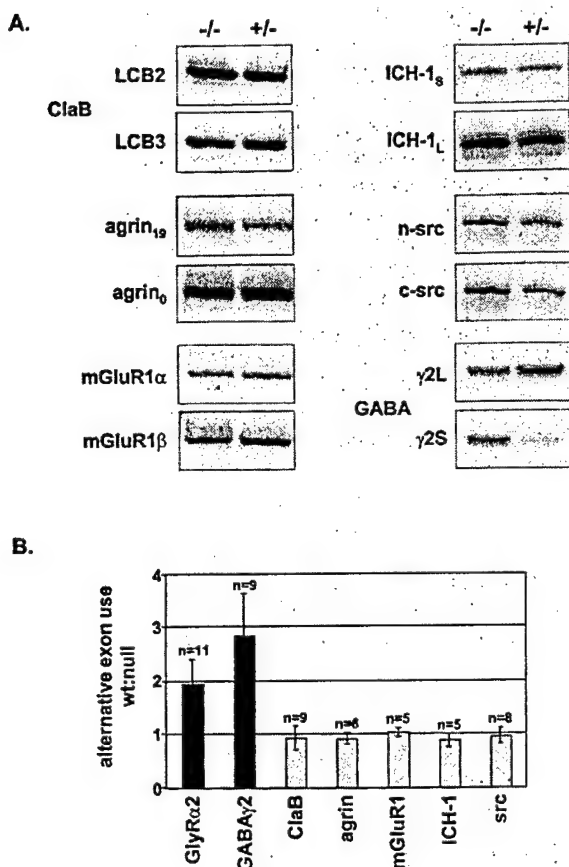 A.
-/- +/-
LCB2
ClaB
LCB3
agrin19
agrin0
mGluR1α
mGluR1β
-/- +/-
ICH-1S
ICH-1L
n-src
c-src
γ2L
GABA
γ2S
B.
alternative exon use
wt:null
4
3
2
1
0
n=11
n=9
n=9
n=6
n=5
n=5
n=8
GlyRα2
GABAγ2
ClaB
agrin
mGluR1
ICH-1
src